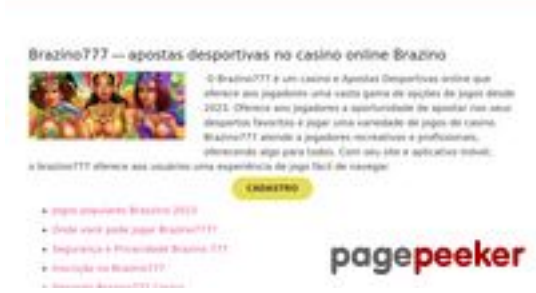 Brazino777 — apostas desportivas no casino online Brazino
O Brazino777 é um casino e Apostas Desportivas online que
oferece aos jogadores uma vasta gama de opções de jogos desde
2023. Oferece aos jogadores a oportunidade de apostar nos seus
desportos favoritos e jogar uma variedade de jogos de casino.
Brazino777 atende a jogadores recreativos e profissionais,
oferecendo algo para todos. Com seu site e aplicativo móvel,
o brazino777 oferece aos usuários uma experiência de jogo fácil de navegar.
CADASTRO
Jogos populares Brazzino 2023
Onde você pode jogar Brazino777?
Segurança e Privacidade Brazino 777
Inscrição no Brazino777
Brazino777 Casino
pagepeeker